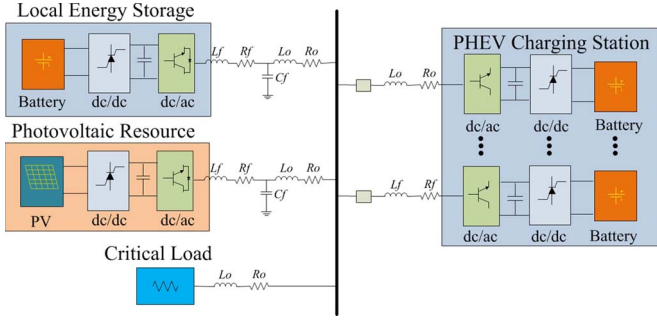 Local Energy Storage
Lf Rf Lo Ro
Cf
Battery dc/dc dc/ac
Photovoltaic Resource
Lf Rf Lo Ro
Cf
PV dc/dc dc/ac
Critical Load
Lo Ro
PHEV Charging Station
Lo Ro
dc/ac dc/dc Battery
Lf Rf
dc/ac dc/dc Battery